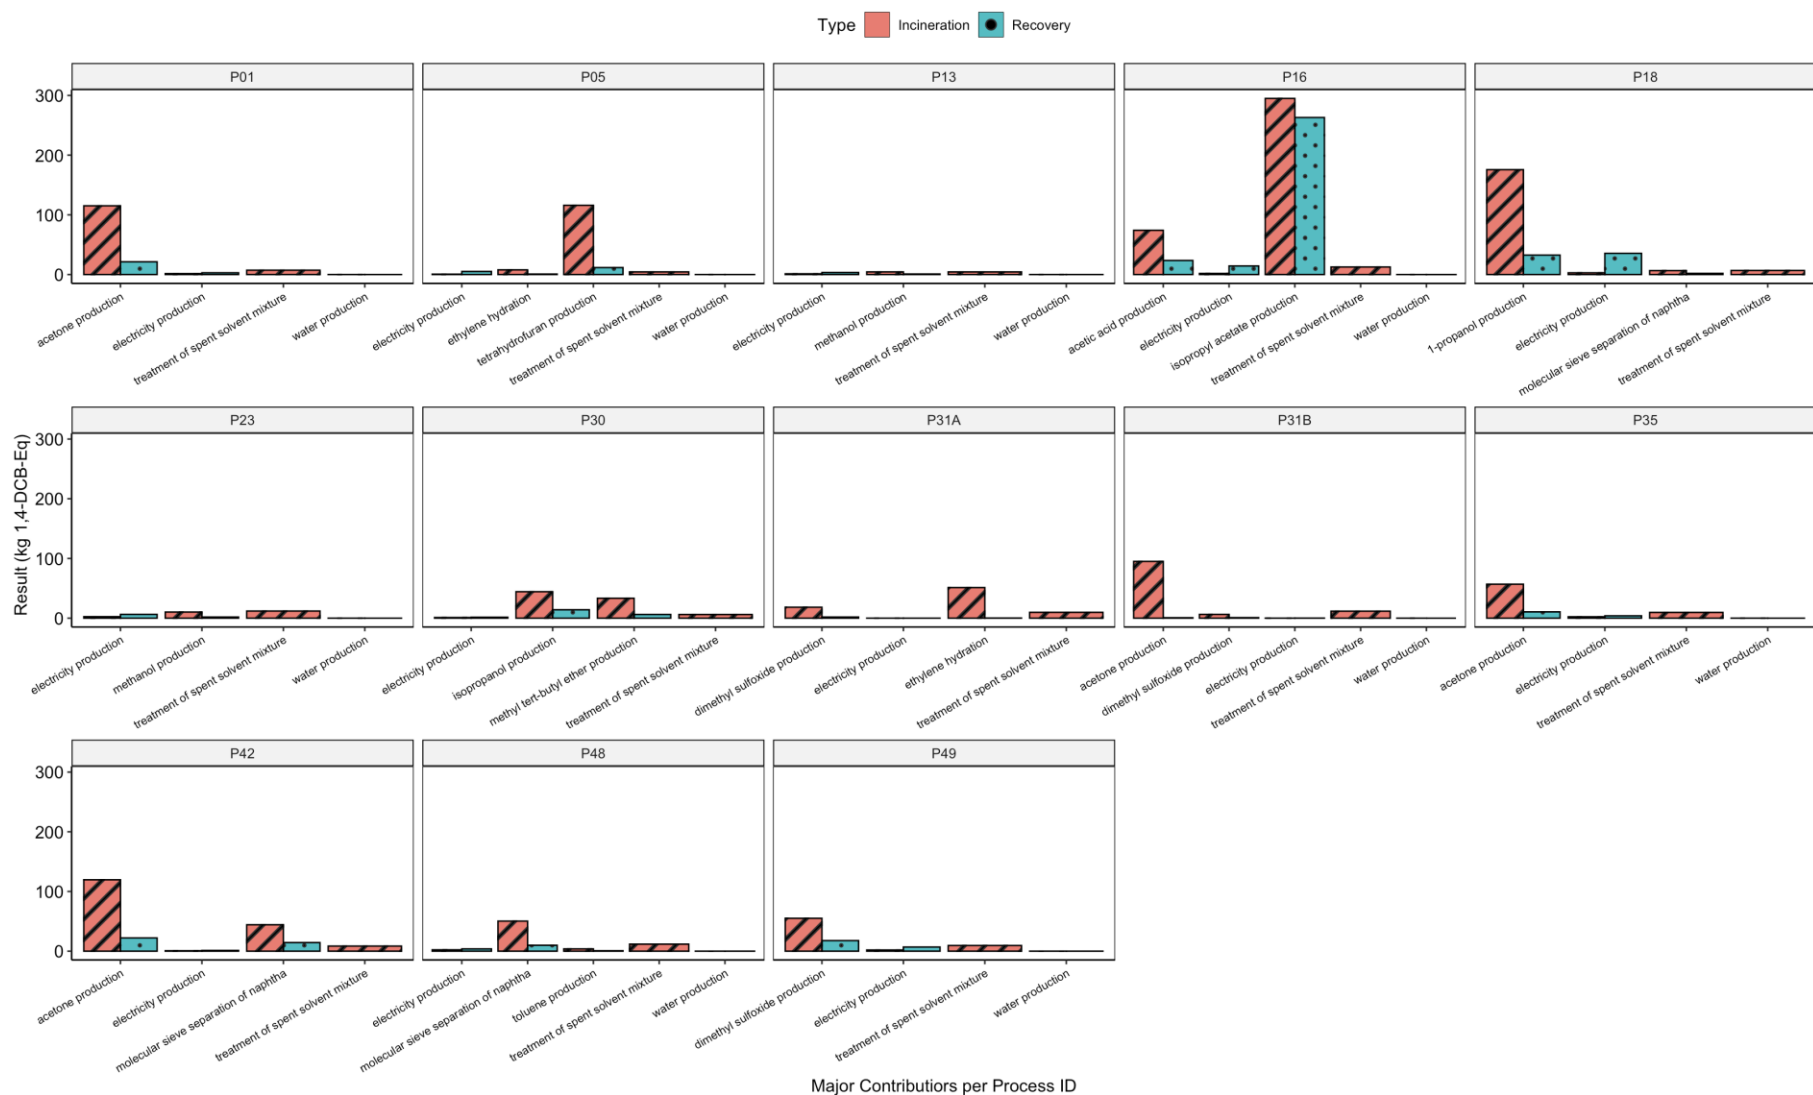 Type Incineration Recovery
P01 P05 P13 P16 P18
300
200
100
0
acetone production
electricity production
treatment of spent solvent mixture
water production
electricity production
ethylene hydration
tetrahydrofuran production
treatment of spent solvent mixture
water production
electricity production
methanol production
treatment of spent solvent mixture
water production
acetic acid production
electricity production
isopropyl acetate production
treatment of spent solvent mixture
water production
1-propanol production
electricity production
molecular sieve separation of naphtha
treatment of spent solvent mixture
Result (kg 1,4-DCB-Eq)
P23 P30 P31A P31B P35
300
200
100
0
electricity production
methanol production
treatment of spent solvent mixture
water production
electricity production
isopropanol production
methyl tert-butyl ether production
treatment of spent solvent mixture
dimethyl sulfoxide production
electricity production
ethylene hydration
treatment of spent solvent mixture
acetone production
dimethyl sulfoxide production
electricity production
treatment of spent solvent mixture
water production
acetone production
electricity production
treatment of spent solvent mixture
water production
P42 P48 P49
300
200
100
0
acetone production
electricity production
molecular sieve separation of naphtha
treatment of spent solvent mixture
electricity production
molecular sieve separation of naphtha
toluene production
treatment of spent solvent mixture
water production
dimethyl sulfoxide production
electricity production
treatment of spent solvent mixture
water production
Major Contributiors per Process ID